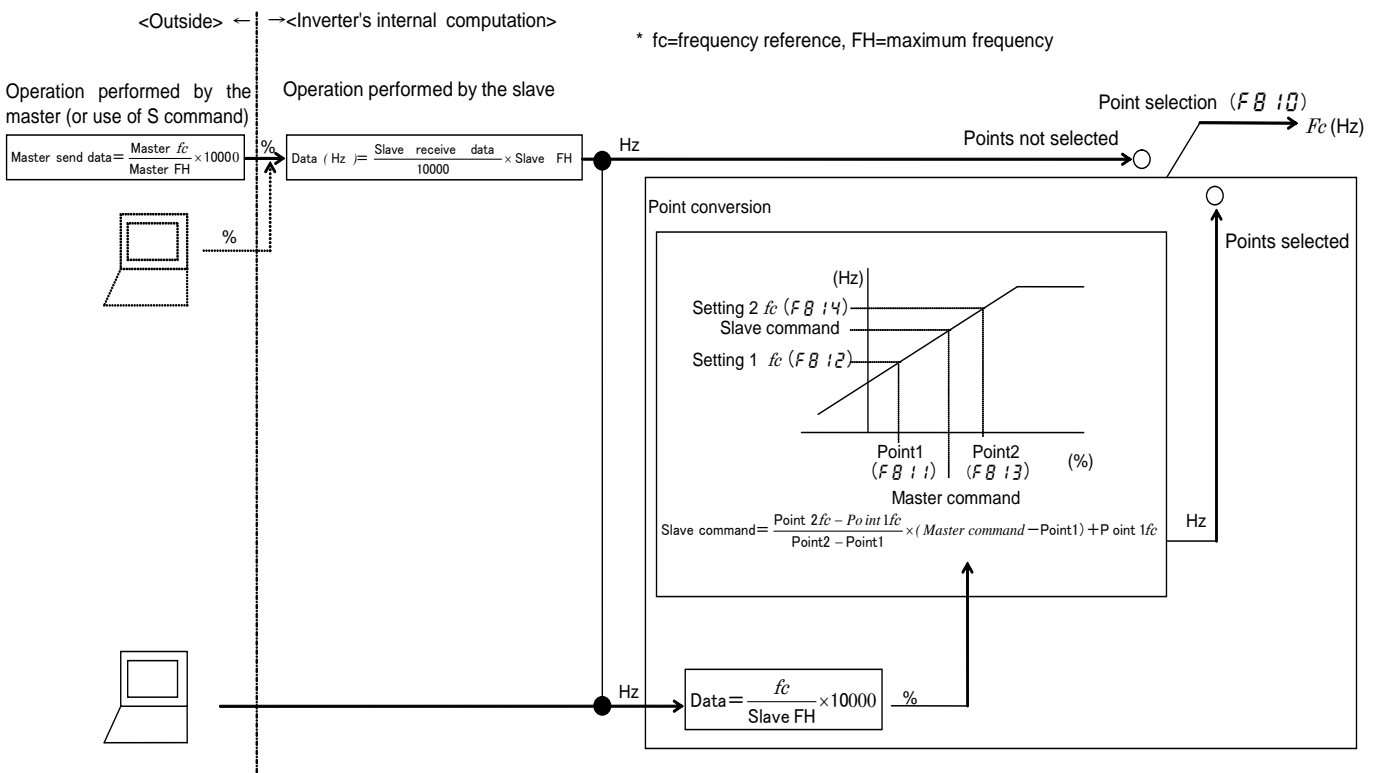 <Outside> ← →<Inverter's internal computation>
* fc=frequency reference, FH=maximum frequency
Operation performed by the
master (or use of S command)
Operation performed by the slave
Master send data＝ Master fc / Master FH ×10000
%
Data ( Hz )＝ Slave receive data / 10000 × Slave FH
Hz
Points not selected
Point selection (F810)
Fc (Hz)
%
Point conversion
Points selected
(Hz)
Setting 2 fc (F814)
Slave command
Setting 1 fc (F812)
Point1
(F811)
Point2
(F813)
(%)
Master command
Slave command＝ Point 2fc – Point 1fc / Point2 – Point1 ×( Master command －Point1) ＋P oint 1fc
Hz
Hz
Data＝ fc / Slave FH ×10000
%